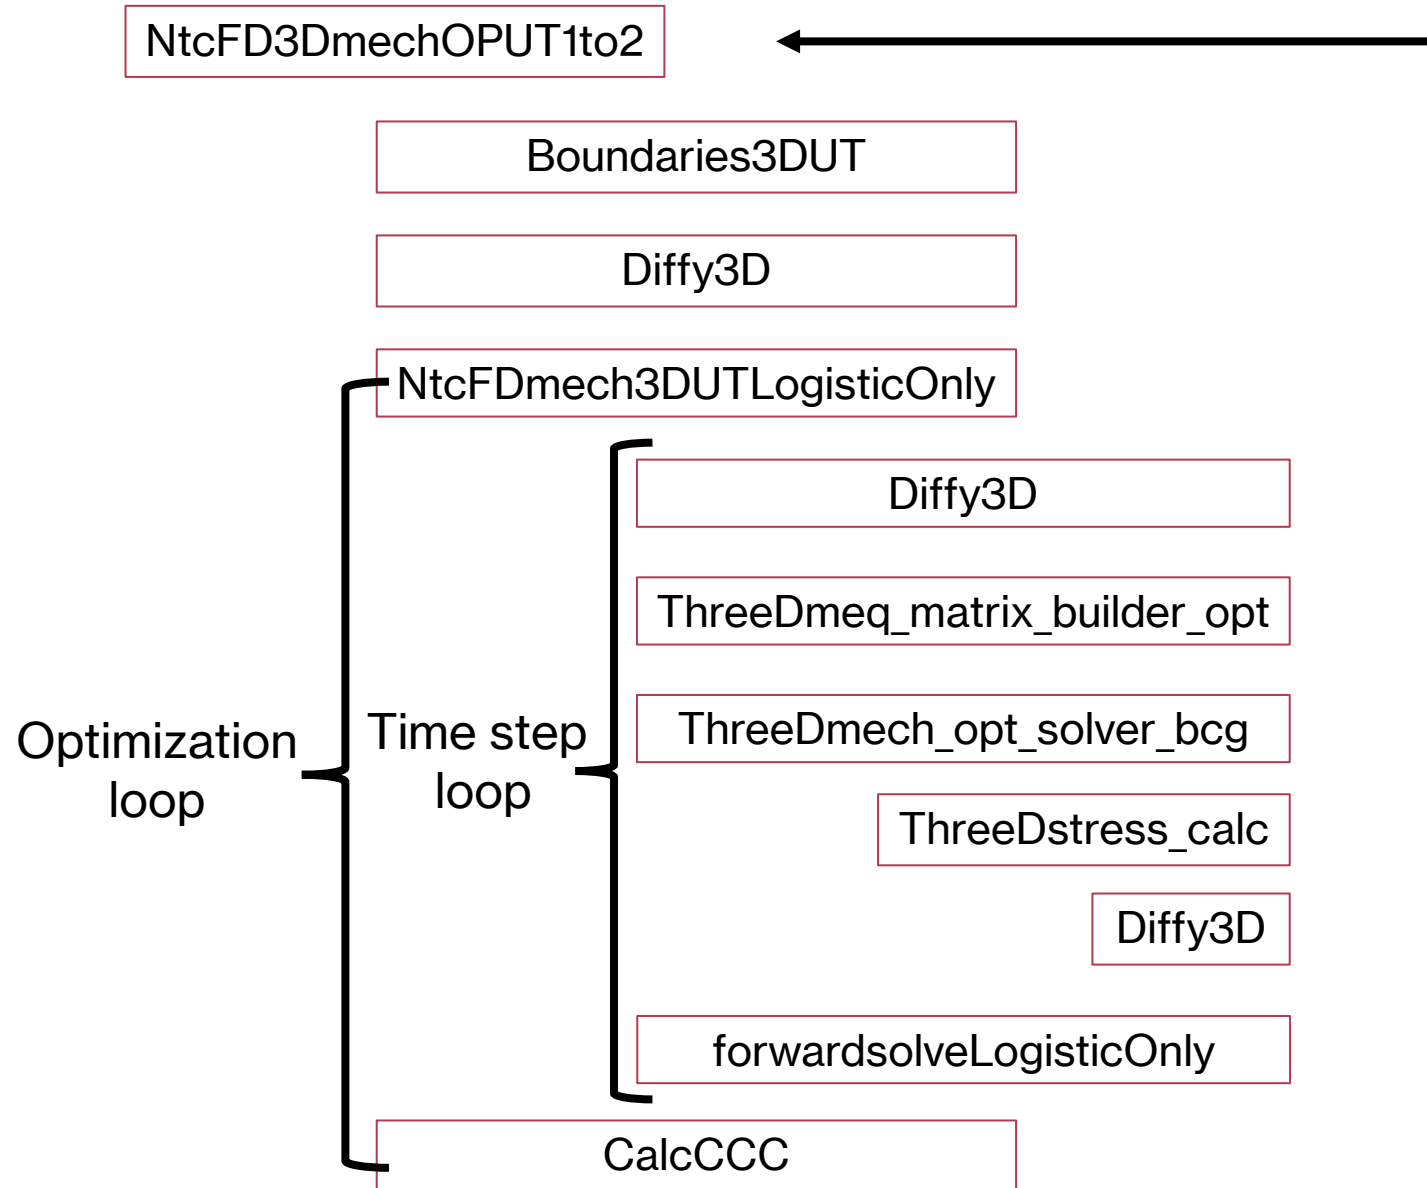 NtcFD3DmechOPUT1to2
Boundaries3DUT
Diffy3D
NtcFDmech3DUTLogisticOnly
Diffy3D
ThreeDmeq_matrix_builder_opt
ThreeDmech_opt_solver_bcg
ThreeDstress_calc
Diffy3D
forwardsolveLogisticOnly
CalcCCC
Optimization
loop
Time step
loop